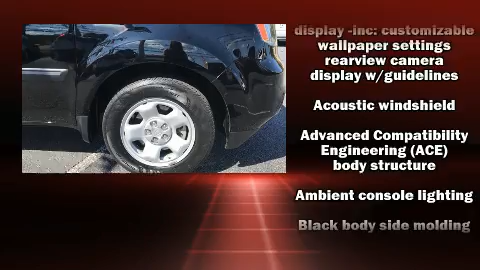 display -inc: customizable
wallpaper settings
rearview camera
display w/guidelines
Acoustic windshield
Advanced Compatibility
Engineering (ACE)
body structure
Ambient console lighting
Black body side molding